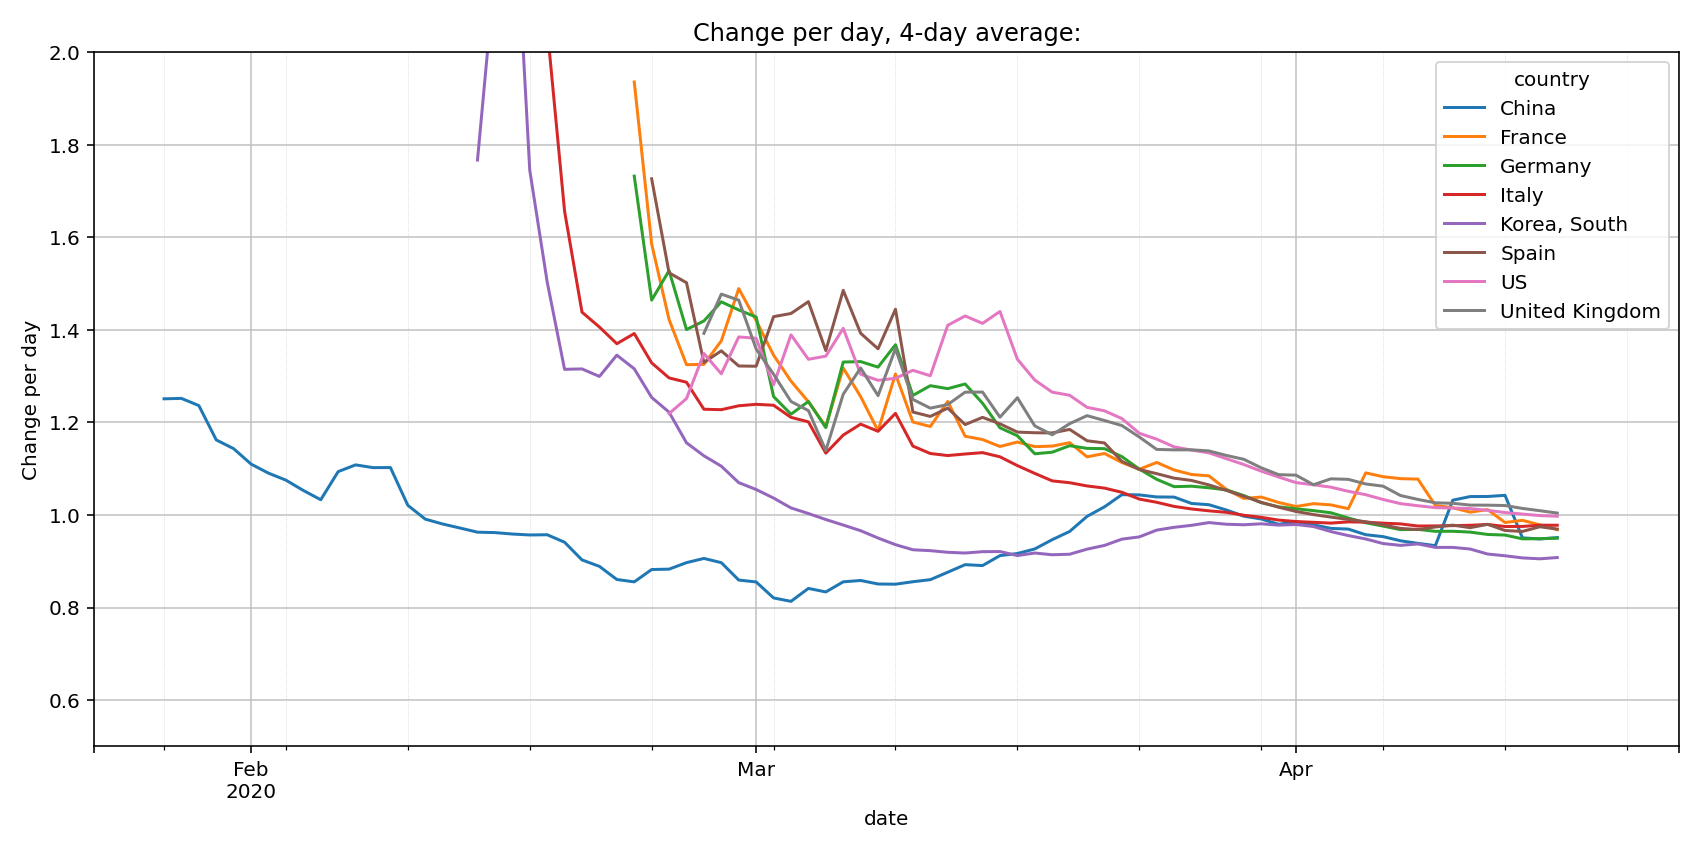 Change per day, 4-day average:
Change per day
2.0
1.8
1.6
1.4
1.2
1.0
0.8
0.6
country
China
France
Germany
Italy
Korea, South
Spain
US
United Kingdom
Feb
2020
Mar
Apr
date